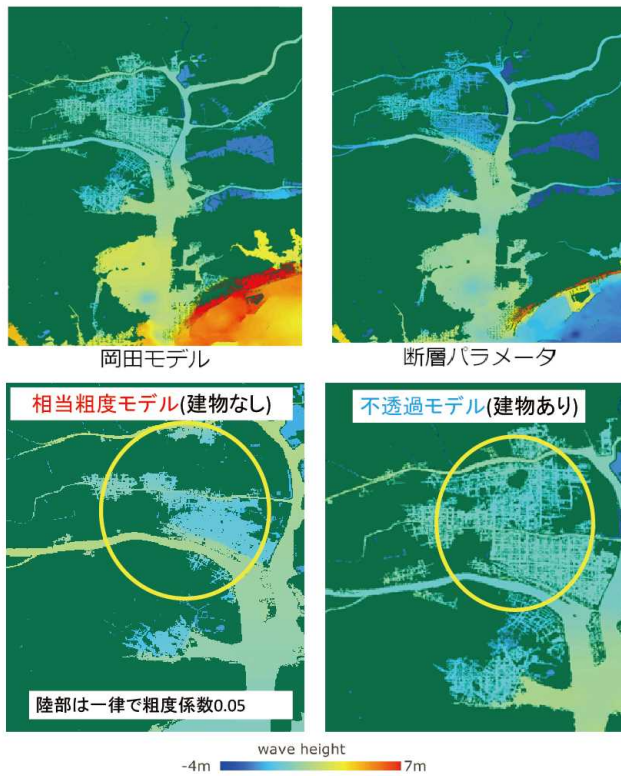 岡田モデル
断層パラメータ
相当粗度モデル(建物なし)
不透過モデル(建物あり)
陸部は一律で粗度係数0.05
wave height
-4m 7m